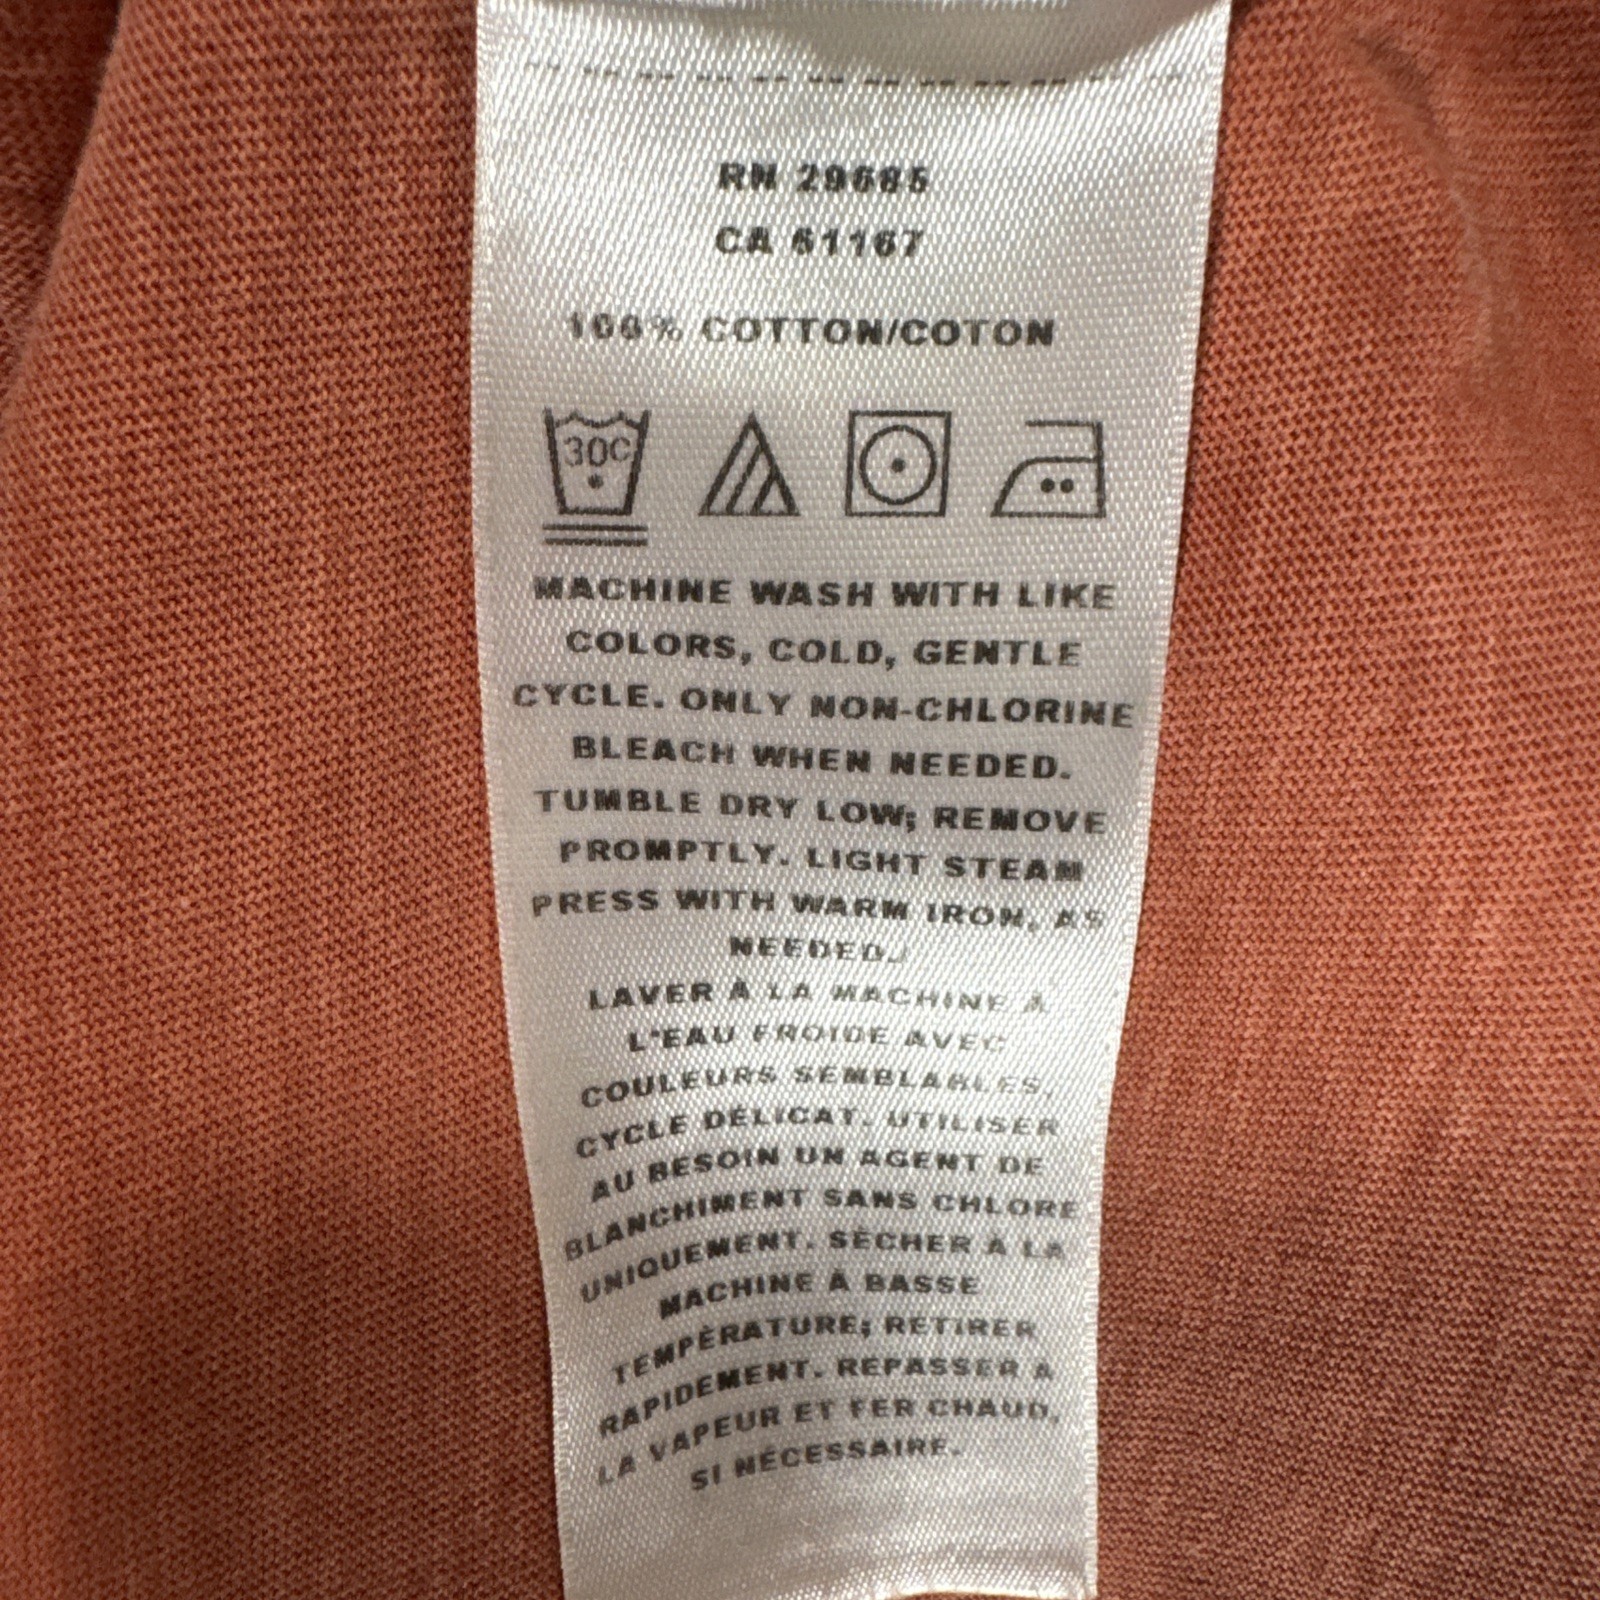 RN 29685
CA 61167
100% COTTON/COTON
30C
MACHINE WASH WITH LIKE
COLORS, COLD, GENTLE
CYCLE. ONLY NON-CHLORINE
BLEACH WHEN NEEDED.
TUMBLE DRY LOW; REMOVE
PROMPTLY. LIGHT STEAM
PRESS WITH WARM IRON, AS
NEEDED.
LAVER À LA MACHINE À
L'EAU FROIDE AVEC
COULEURS SEMBLABLES,
CYCLE DÉLICAT. UTILISER
AU BESOIN UN AGENT DE
BLANCHIMENT SANS CHLORE
UNIQUEMENT. SÉCHER À LA
MACHINE À BASSE
TEMPÉRATURE; RETIRER
RAPIDEMENT. REPASSER À
LA VAPEUR ET FER CHAUD,
SI NÉCESSAIRE.